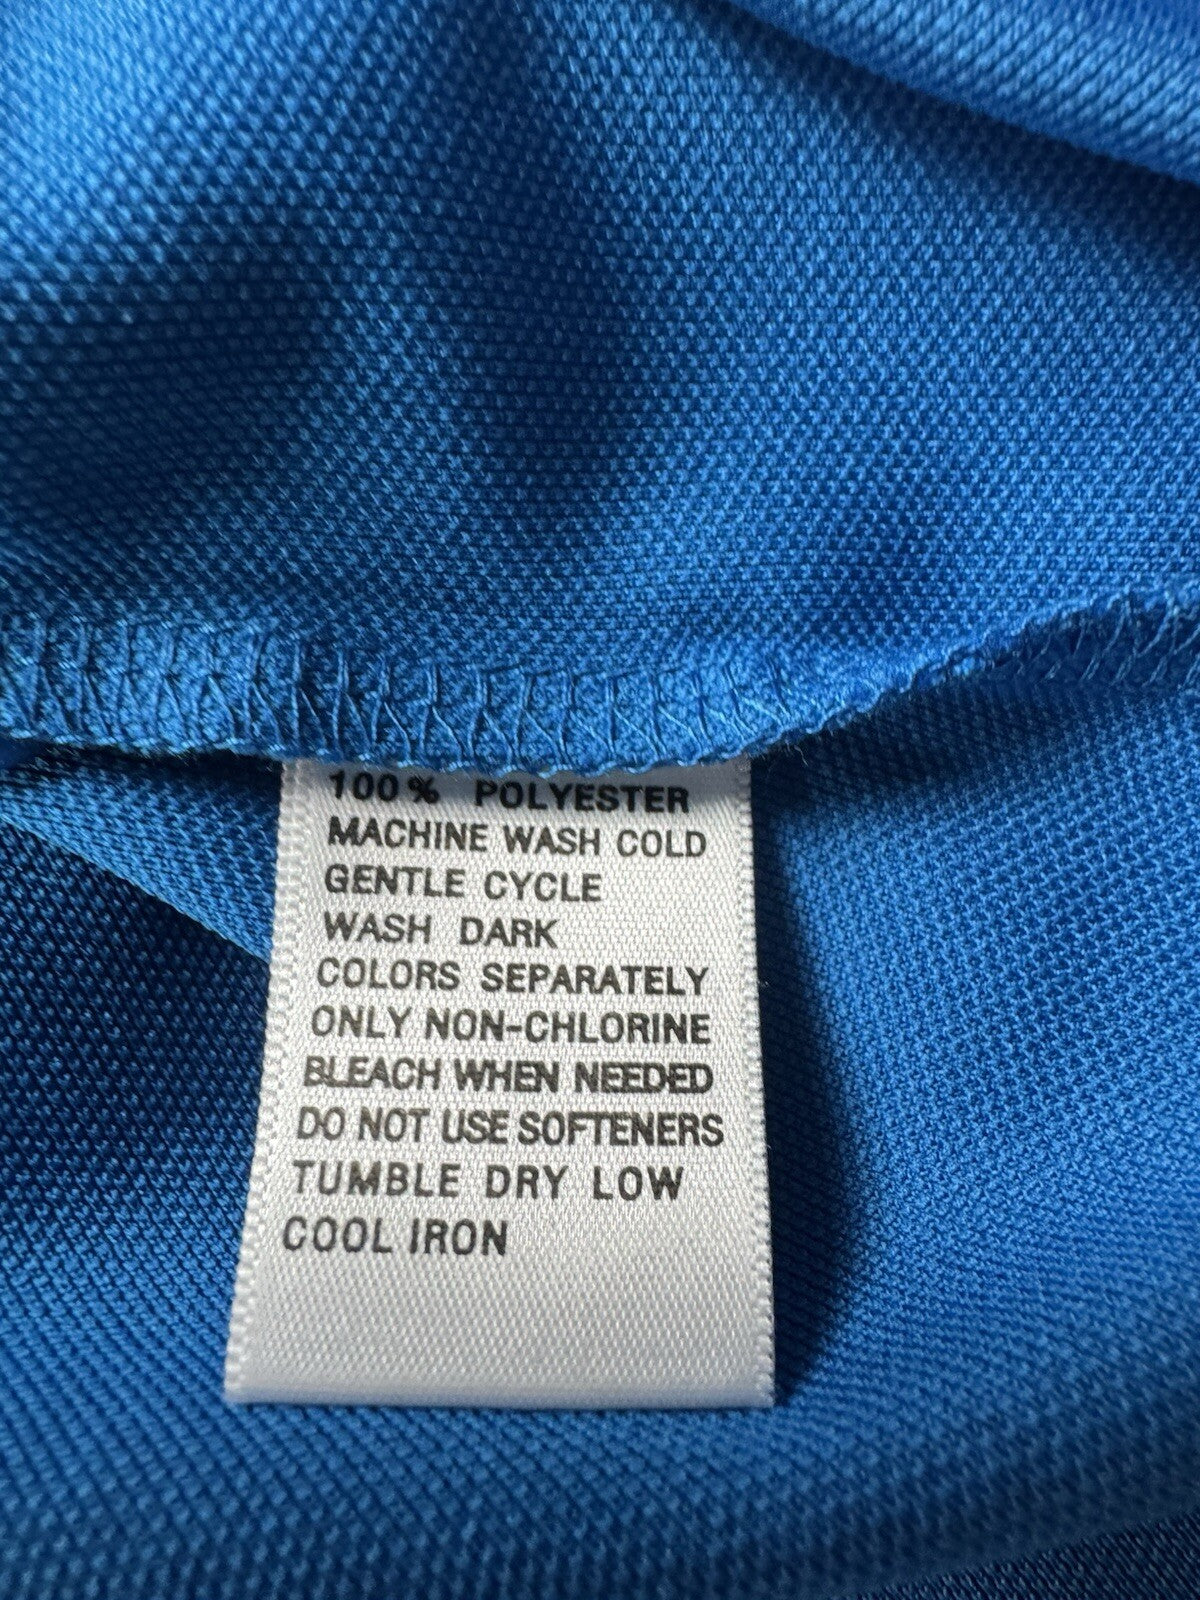 100% POLYESTER
MACHINE WASH COLD
GENTLE CYCLE
WASH DARK
COLORS SEPARATELY
ONLY NON-CHLORINE
BLEACH WHEN NEEDED
DO NOT USE SOFTENERS
TUMBLE DRY LOW
COOL IRON